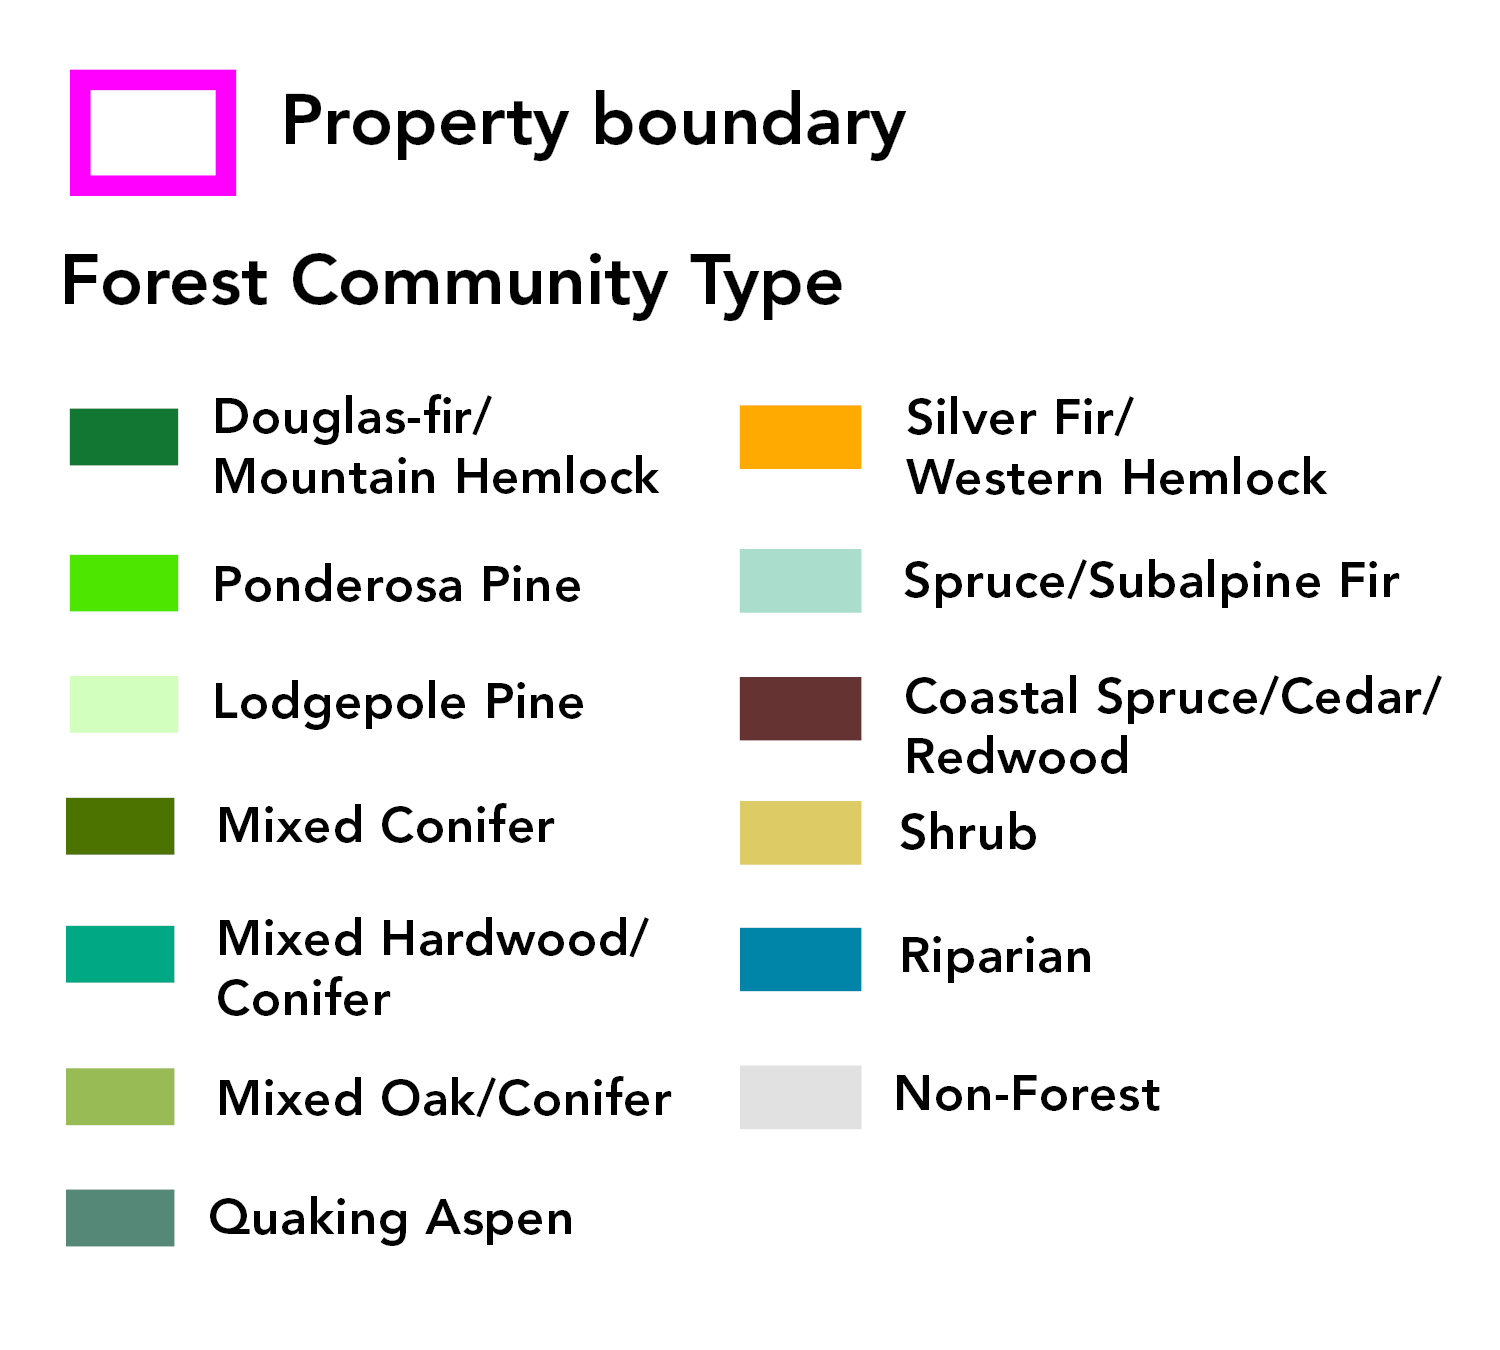 Property boundary
Forest Community Type
Douglas-fir/
Mountain Hemlock
Ponderosa Pine
Lodgepole Pine
Mixed Conifer
Mixed Hardwood/
Conifer
Mixed Oak/Conifer
Quaking Aspen
Silver Fir/
Western Hemlock
Spruce/Subalpine Fir
Coastal Spruce/Cedar/
Redwood
Shrub
Riparian
Non-Forest